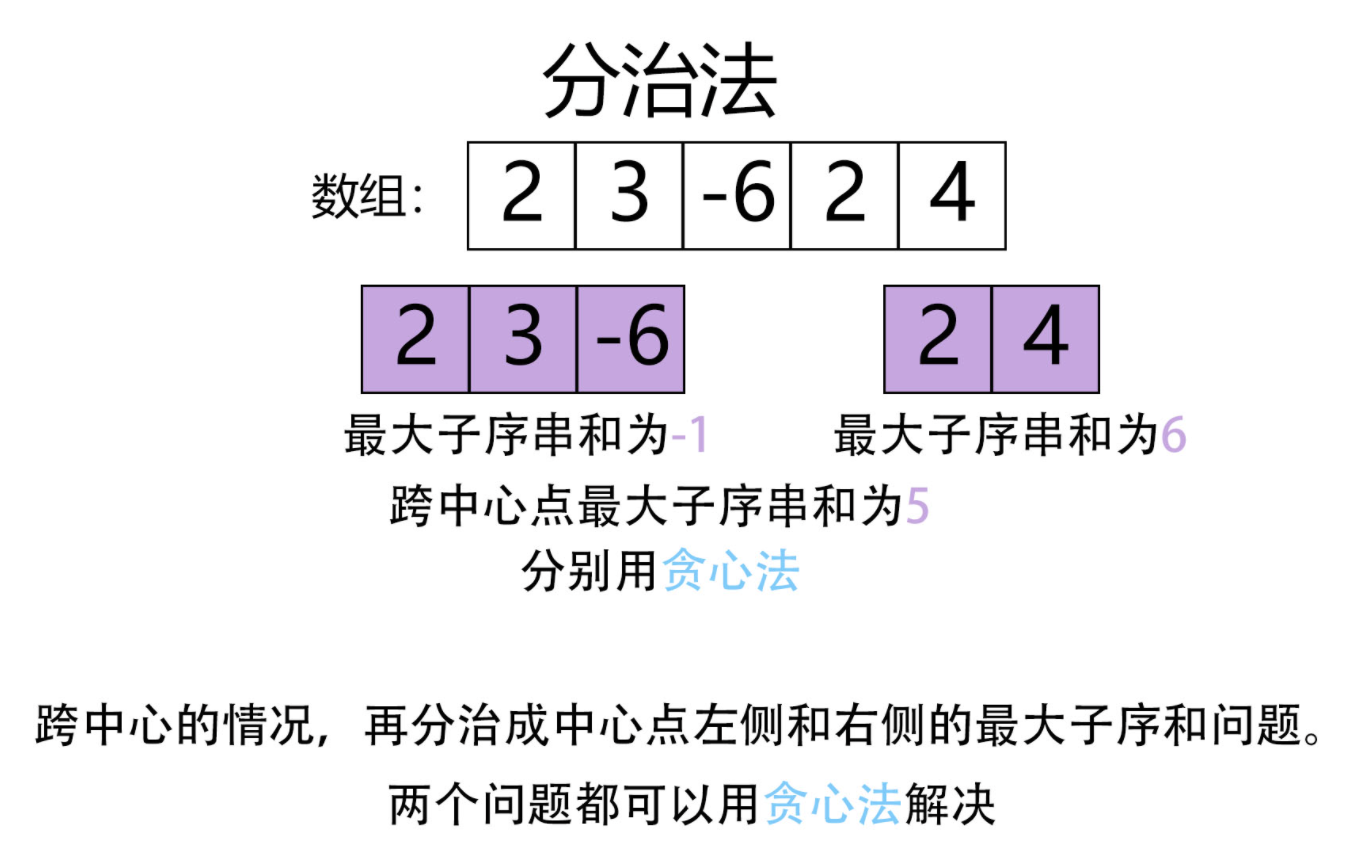 分治法
数组： 2 3 -6 2 4
2 3 -6 2 4
最大子序串和为-1 最大子序串和为6
跨中心点最大子序串和为5
分别用贪心法
跨中心的情况，再分治成中心点左侧和右侧的最大子序和问题。
两个问题都可以用贪心法解决